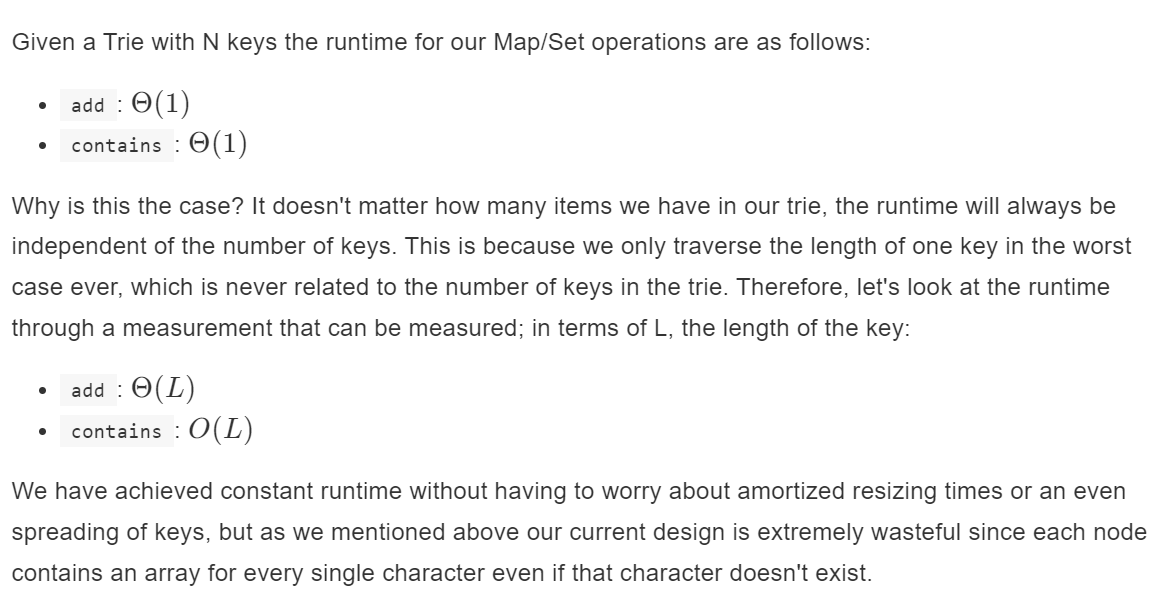 Given a Trie with N keys the runtime for our Map/Set operations are as follows:
• add : Θ(1)
• contains : Θ(1)
Why is this the case? It doesn't matter how many items we have in our trie, the runtime will always be
independent of the number of keys. This is because we only traverse the length of one key in the worst
case ever, which is never related to the number of keys in the trie. Therefore, let's look at the runtime
through a measurement that can be measured; in terms of L, the length of the key:
• add : Θ(L)
• contains : O(L)
We have achieved constant runtime without having to worry about amortized resizing times or an even
spreading of keys, but as we mentioned above our current design is extremely wasteful since each node
contains an array for every single character even if that character doesn't exist.